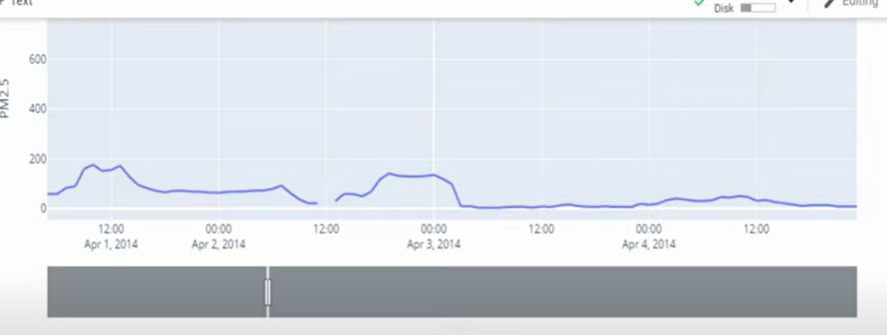 Text
Disk
Editing
PM2.5
600
400
200
0
12:00 00:00 12:00 00:00 12:00 00:00 12:00
Apr 1, 2014 Apr 2, 2014 Apr 3, 2014 Apr 4, 2014